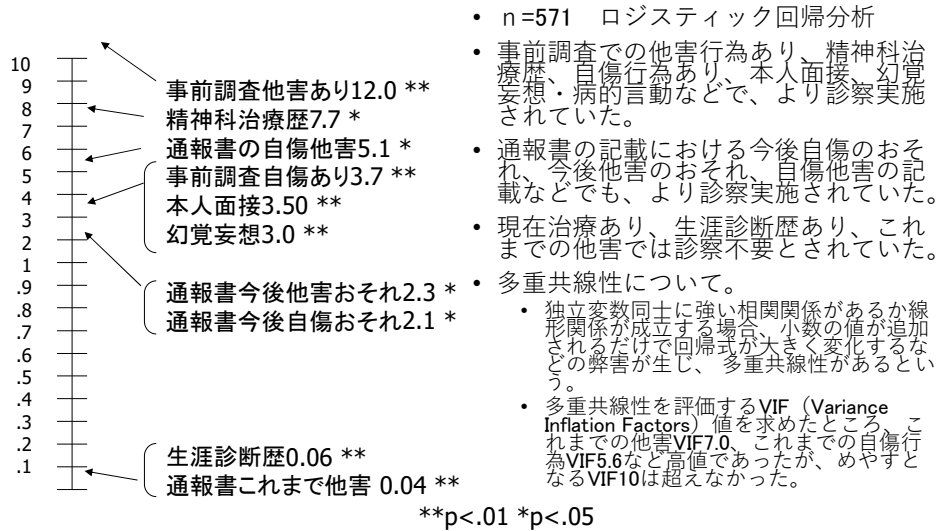 10
9
8
7
6
5
4
3
2
1
.9
.8
.7
.6
.5
.4
.3
.2
.1
事前調査他害あり12.0 **
精神科治療歴7.7 *
通報書の自傷他害5.1 *
事前調査自傷あり3.7 **
本人面接3.50 **
幻覚妄想3.0 **
通報書今後他害おそれ2.3 *
通報書今後自傷おそれ2.1 *
生涯診断歴0.06 **
通報書これまで他害 0.04 **
**p<.01 *p<.05
• n=571 ロジスティック回帰分析
• 事前調査での他害行為あり、精神科治
療歴、自傷行為あり、本人面接、幻覚
妄想・病的言動などで、より診察実施
されていた。
• 通報書の記載における今後自傷のおそ
れ、今後他害のおそれ、自傷他害の記
載などでも、より診察実施されていた。
• 現在治療あり、生涯診断歴あり、これ
までの他害では診察不要とされていた。
• 多重共線性について。
• 独立変数同士に強い相関関係があるか線
形関係が成立する場合、小数の値が追加
されるだけで回帰式が大きく変化するな
どの弊害が生じ、 多重共線性があるとい
う。
• 多重共線性を評価するVIF（Variance
Inflation Factors）値を求めたところ、こ
れまでの他害VIF7.0、これまでの自傷行
為VIF5.6など高値であったが、めやすと
なるVIF10は超えなかった。